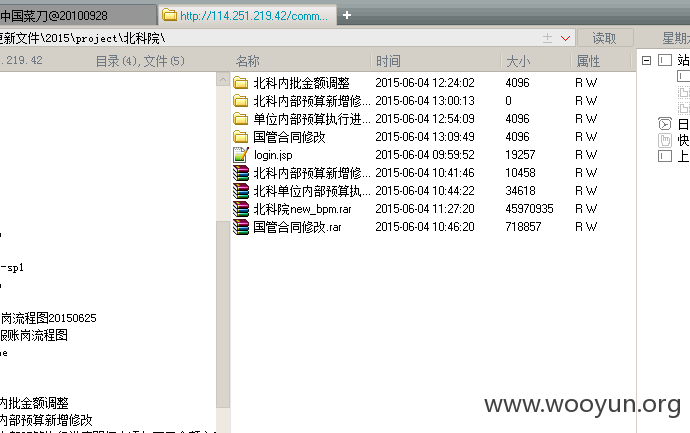 中国菜刀@20100928
http://114.251.219.42/comm...
+
更新文件\2015\project\北科院\
读取
星期六
.219.42
目录(4),文件(5)
名称 时间 大小 属性
站
北科内批金额调整 2015-06-04 12:24:02 4096 R W
北科内部预算新增修... 2015-06-04 13:00:13 0 R W
单位内部预算执行进... 2015-06-04 12:54:09 4096 R W
日
国管合同修改 2015-06-04 13:09:49 4096 R W
快
login.jsp 2015-06-04 09:59:52 19257 R W
上
北科内部预算新增修... 2015-06-04 10:41:46 10458 R W
北科单位内部预算执... 2015-06-04 10:44:22 34618 R W
北科院new_bpm.rar 2015-06-04 11:27:20 45970935 R W
国管合同修改.rar 2015-06-04 10:46:20 718857 R W
-sp1
岗流程图20150625
报账岗流程图
内批金额调整
内部预算新增修改
www.wooyun.org